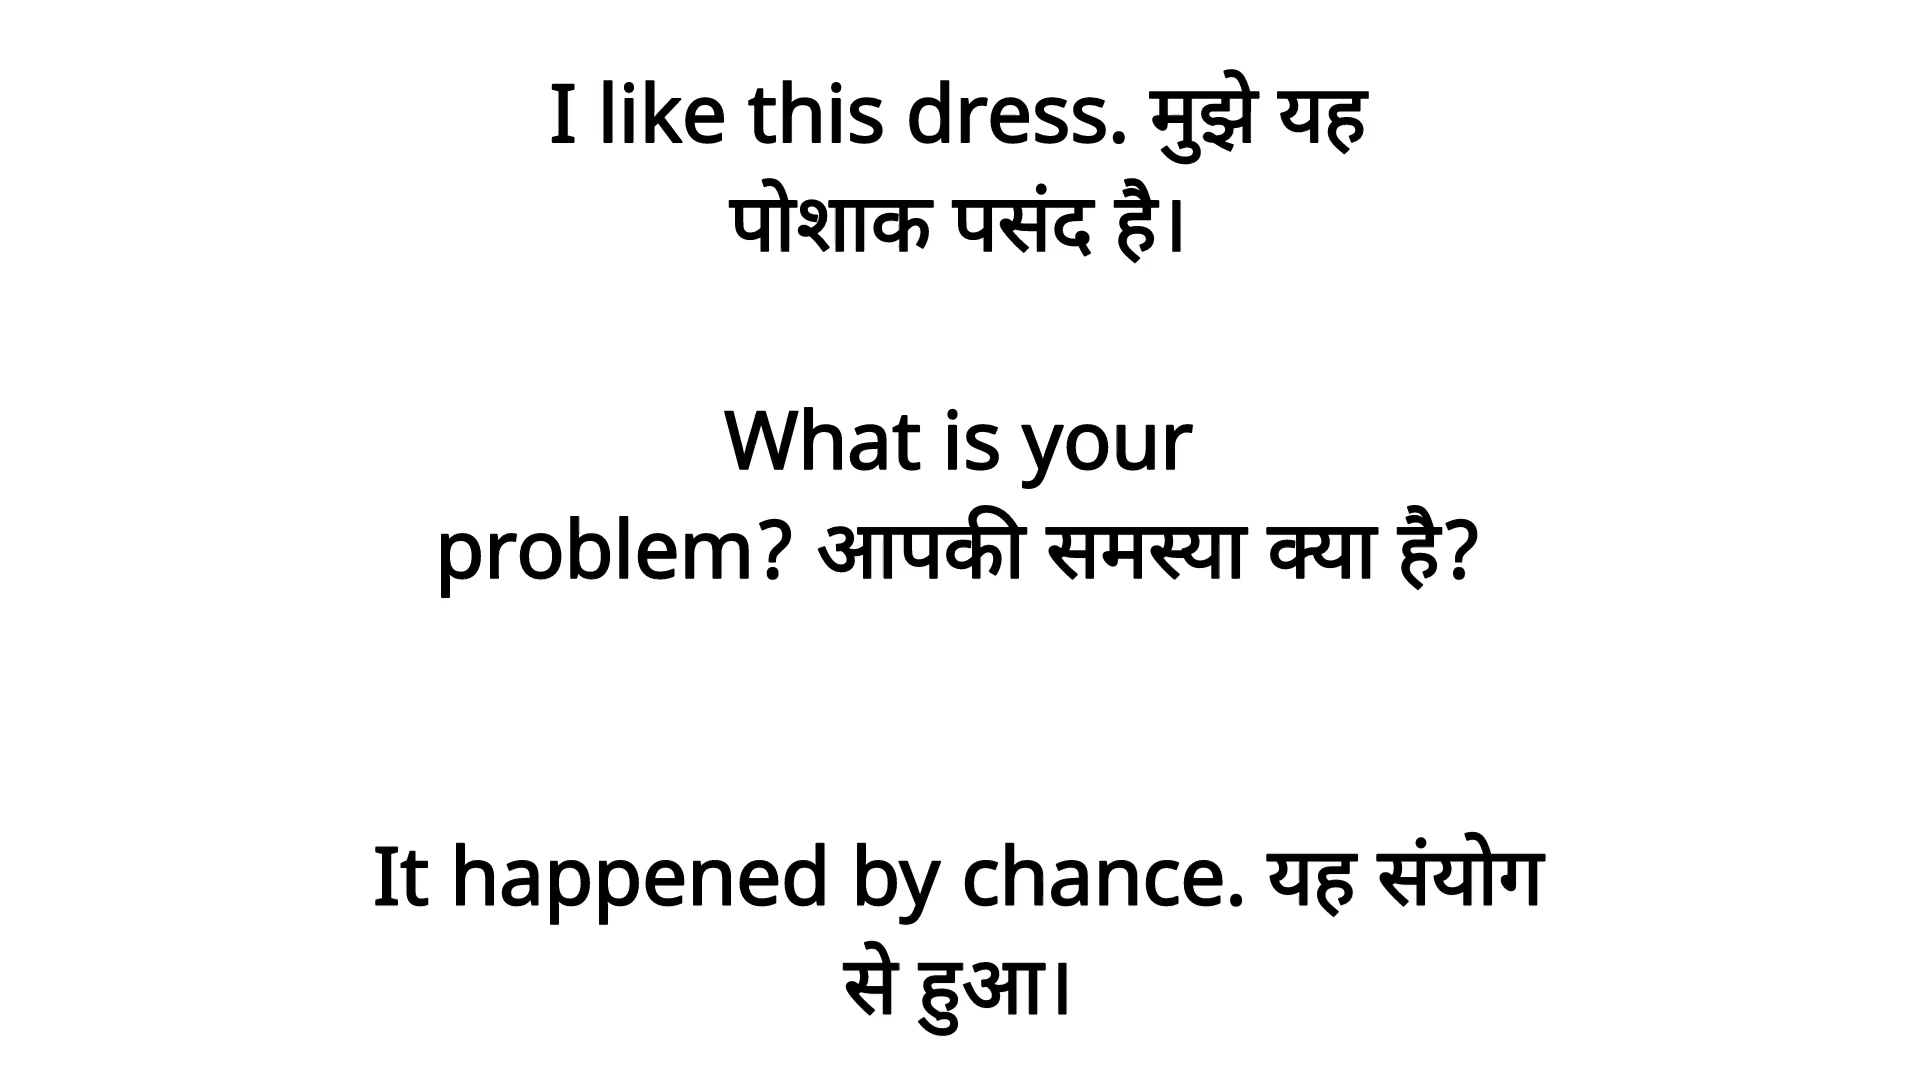 I like this dress. मुझे यह
पोशाक पसंद है।
What is your
problem? आपकी समस्या क्या है?
It happened by chance. यह संयोग
से हुआ।